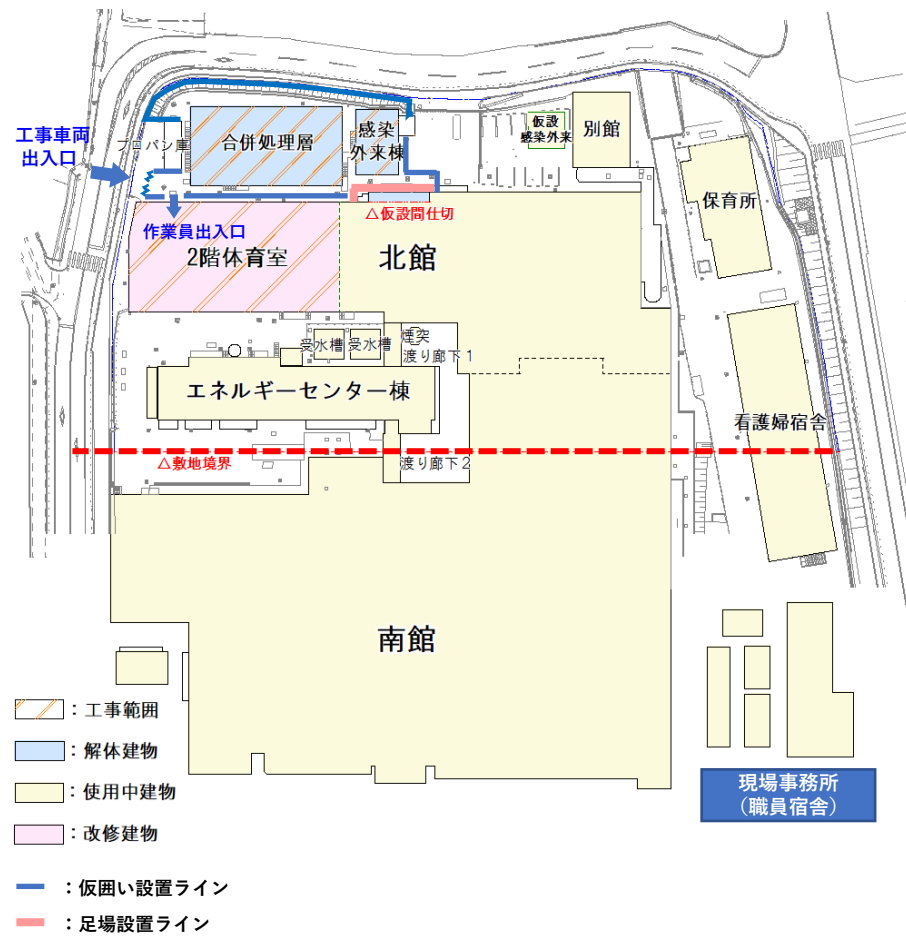 工事車両
出入口
プロパン庫
合併処理層
感染
外来棟
仮設
感染外来
別館
保育所
作業員出入口
△仮設間仕切
2階体育室
北館
受水槽
受水槽
煙突
渡り廊下1
エネルギーセンター棟
看護婦宿舎
△敷地境界
渡り廊下2
南館
：工事範囲
：解体建物
：使用中建物
：改修建物
：仮囲い設置ライン
：足場設置ライン
現場事務所
（職員宿舎）